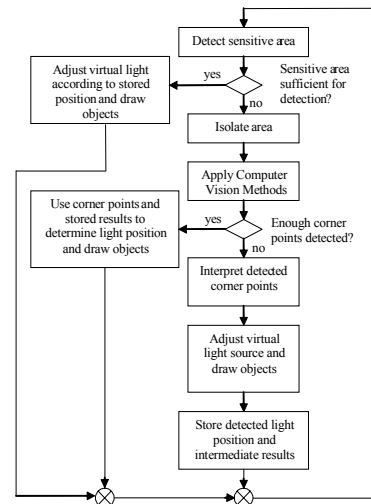 Detect sensitive area
Adjust virtual light
according to stored
position and draw
objects
yes
Sensitive area
sufficient for
detection?
no
Isolate area
Apply Computer
Vision Methods
Use corner points and
stored results to
determine light position
and draw objects
yes
Enough corner
points detected?
no
Interpret detected
corner points
Adjust virtual
light source and
draw objects
Store detected light
position and
intermediate results